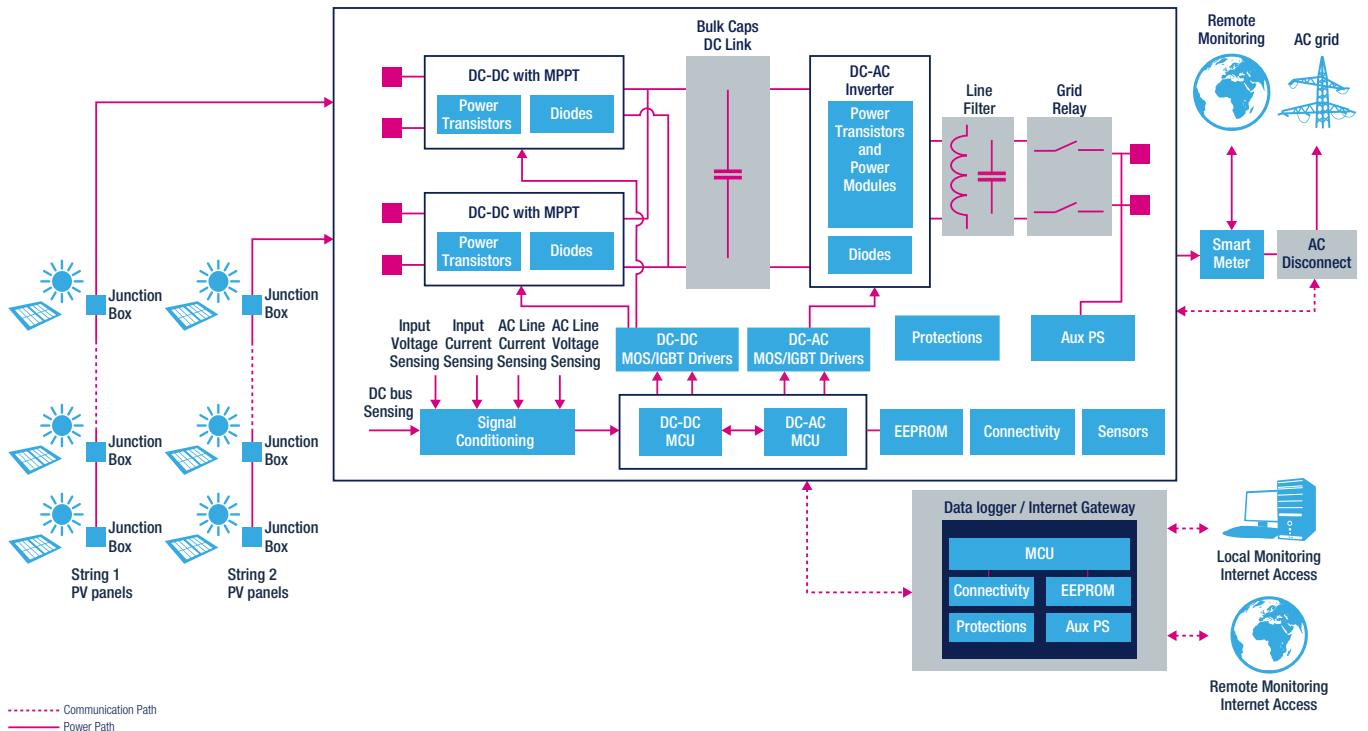 Bulk Caps
DC Link
Remote
Monitoring
AC grid
DC-DC with MPPT
Power
Transistors
Diodes
DC-AC
Inverter
Power
Transistors
and
Power
Modules
Diodes
Line
Filter
Grid
Relay
DC-DC with MPPT
Power
Transistors
Diodes
Smart
Meter
AC
Disconnect
Junction
Box
Junction
Box
Input
Voltage
Sensing
Input
Current
Sensing
AC Line
Current
Sensing
AC Line
Voltage
Sensing
DC-DC
MOS/IGBT Drivers
DC-AC
MOS/IGBT Drivers
Protections
Aux PS
DC bus
Sensing
Signal
Conditioning
DC-DC
MCU
DC-AC
MCU
EEPROM
Connectivity
Sensors
Junction
Box
Junction
Box
Junction
Box
Junction
Box
String 1
PV panels
String 2
PV panels
Data logger / Internet Gateway
MCU
Connectivity
EEPROM
Protections
Aux PS
Local Monitoring
Internet Access
Remote Monitoring
Internet Access
Communication Path
Power Path